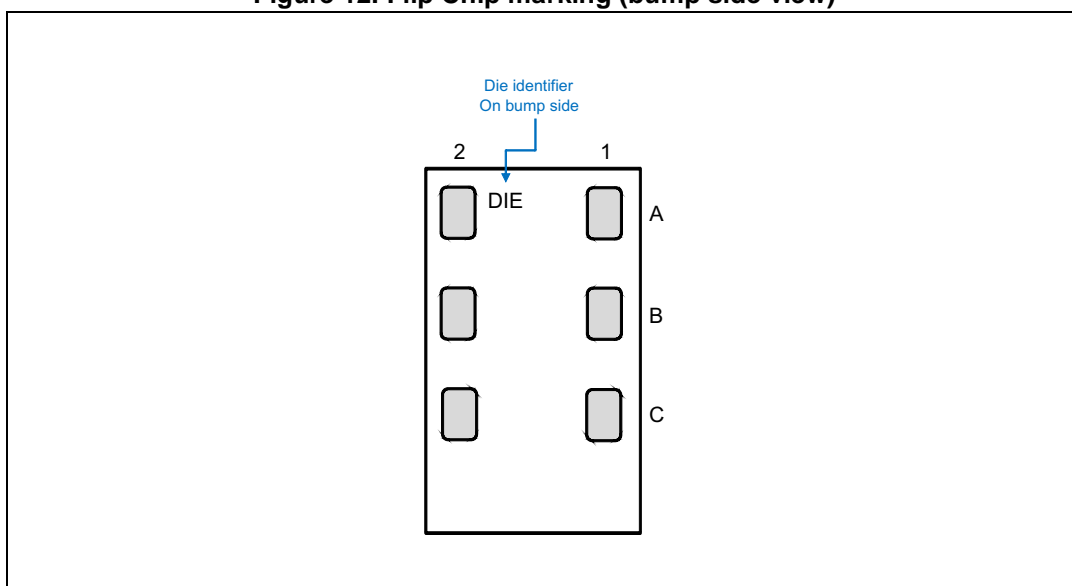 Figure 12. Flip Chip marking (bump side view)
Die identifier
On bump side
2 1
DIE
A
B
C